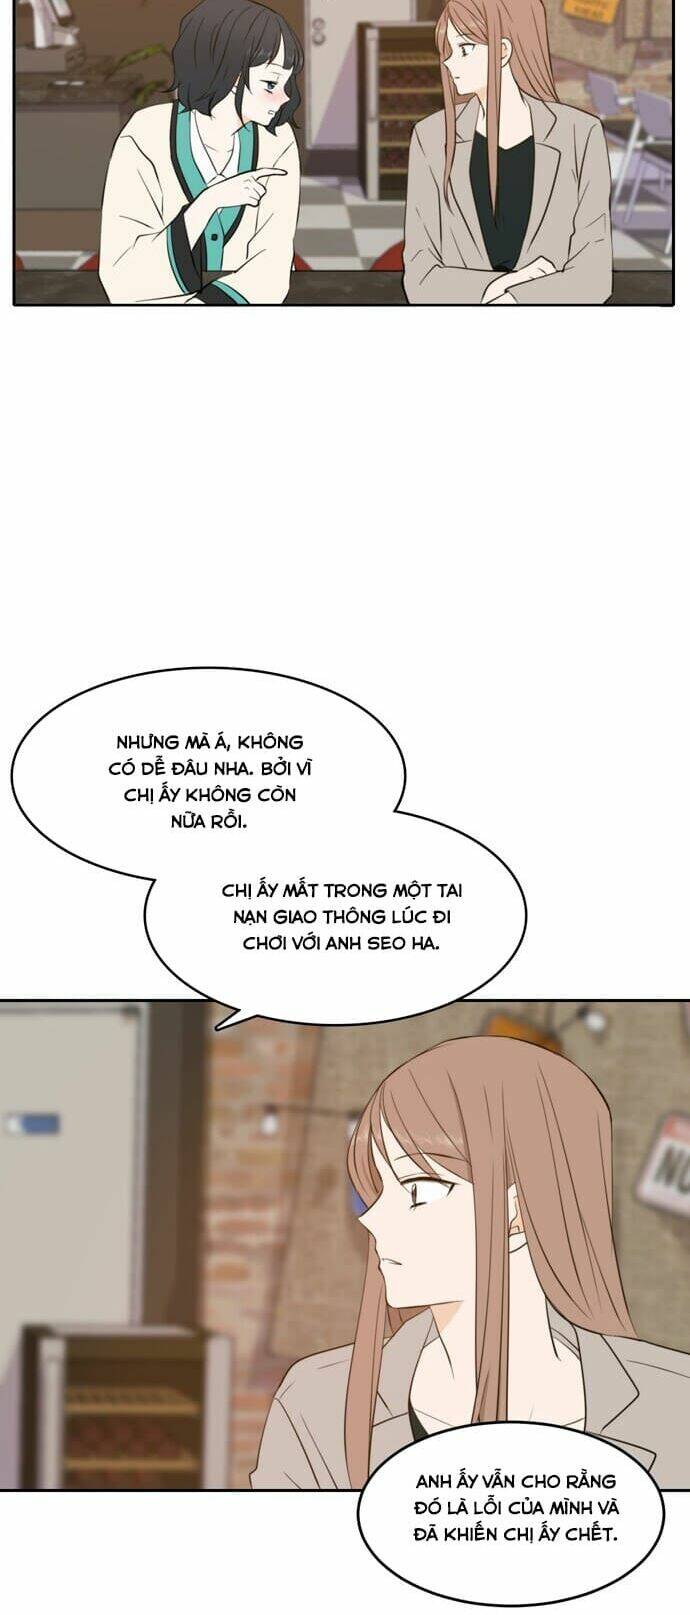 NHƯNG MÀ Á, KHÔNG
CÓ DỄ ĐÂU NHA. BỞI VÌ
CHỊ ẤY KHÔNG CÒN
NỮA RỒI.
CHỊ ẤY MẤT TRONG MỘT TAI
NẠN GIAO THÔNG LÚC ĐI
CHƠI VỚI ANH SEO HA.
ANH ẤY VẪN CHO RẰNG
ĐÓ LÀ LỖI CỦA MÌNH VÀ
ĐÃ KHIẾN CHỊ ẤY CHẾT.